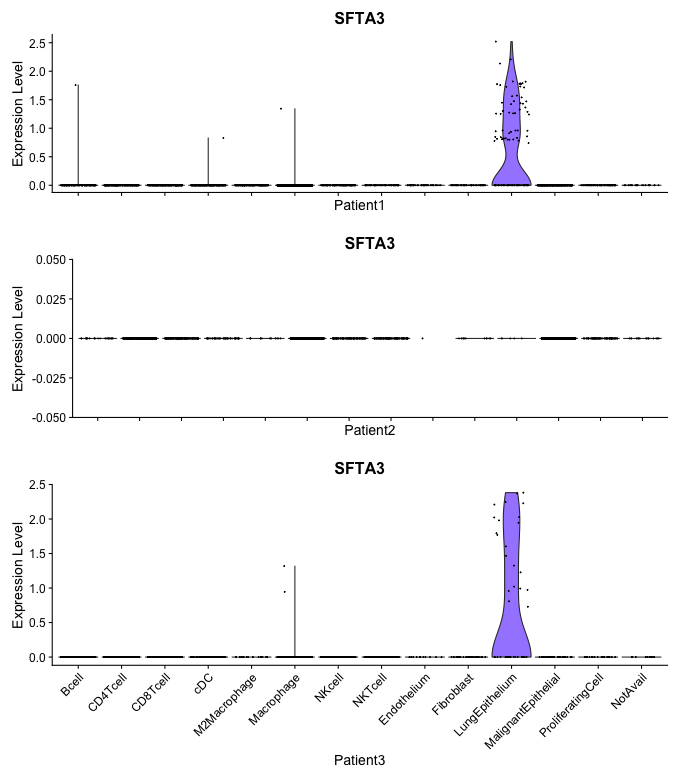 SFTA3
Expression Level
2.5
2.0
1.5
1.0
0.5
0.0
Patient1
SFTA3
Expression Level
0.050
0.025
0.000
-0.025
-0.050
Patient2
SFTA3
Expression Level
2.5
2.0
1.5
1.0
0.5
0.0
Bcell
CD4Tcell
CD8Tcell
cDC
M2Macrophage
Macrophage
NKcell
NKTcell
Endothelium
Fibroblast
LungEpithelium
MalignantEpithelial
ProliferatingCell
NotAvail
Patient3